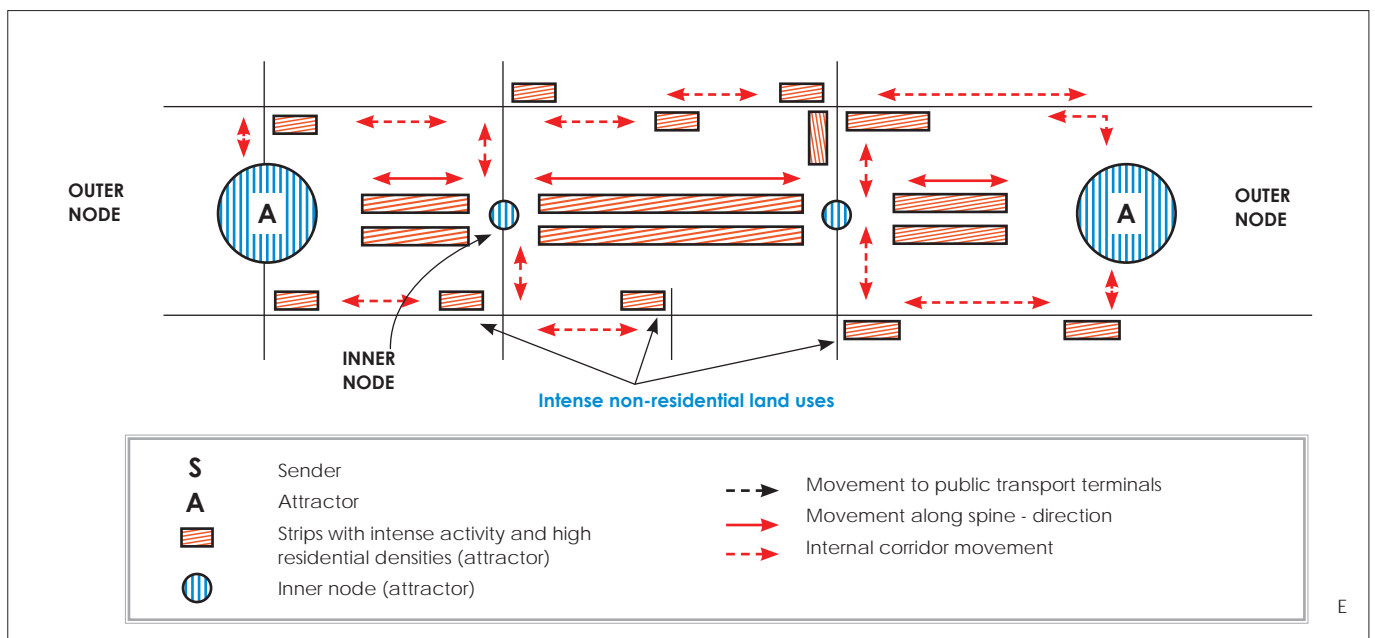 OUTER
NODE
A
A
OUTER
NODE
INNER
NODE
Intense non-residential land uses
S Sender
A Attractor
Strips with intense activity and high
residential densities (attractor)
Inner node (attractor)
Movement to public transport terminals
Movement along spine - direction
Internal corridor movement
E